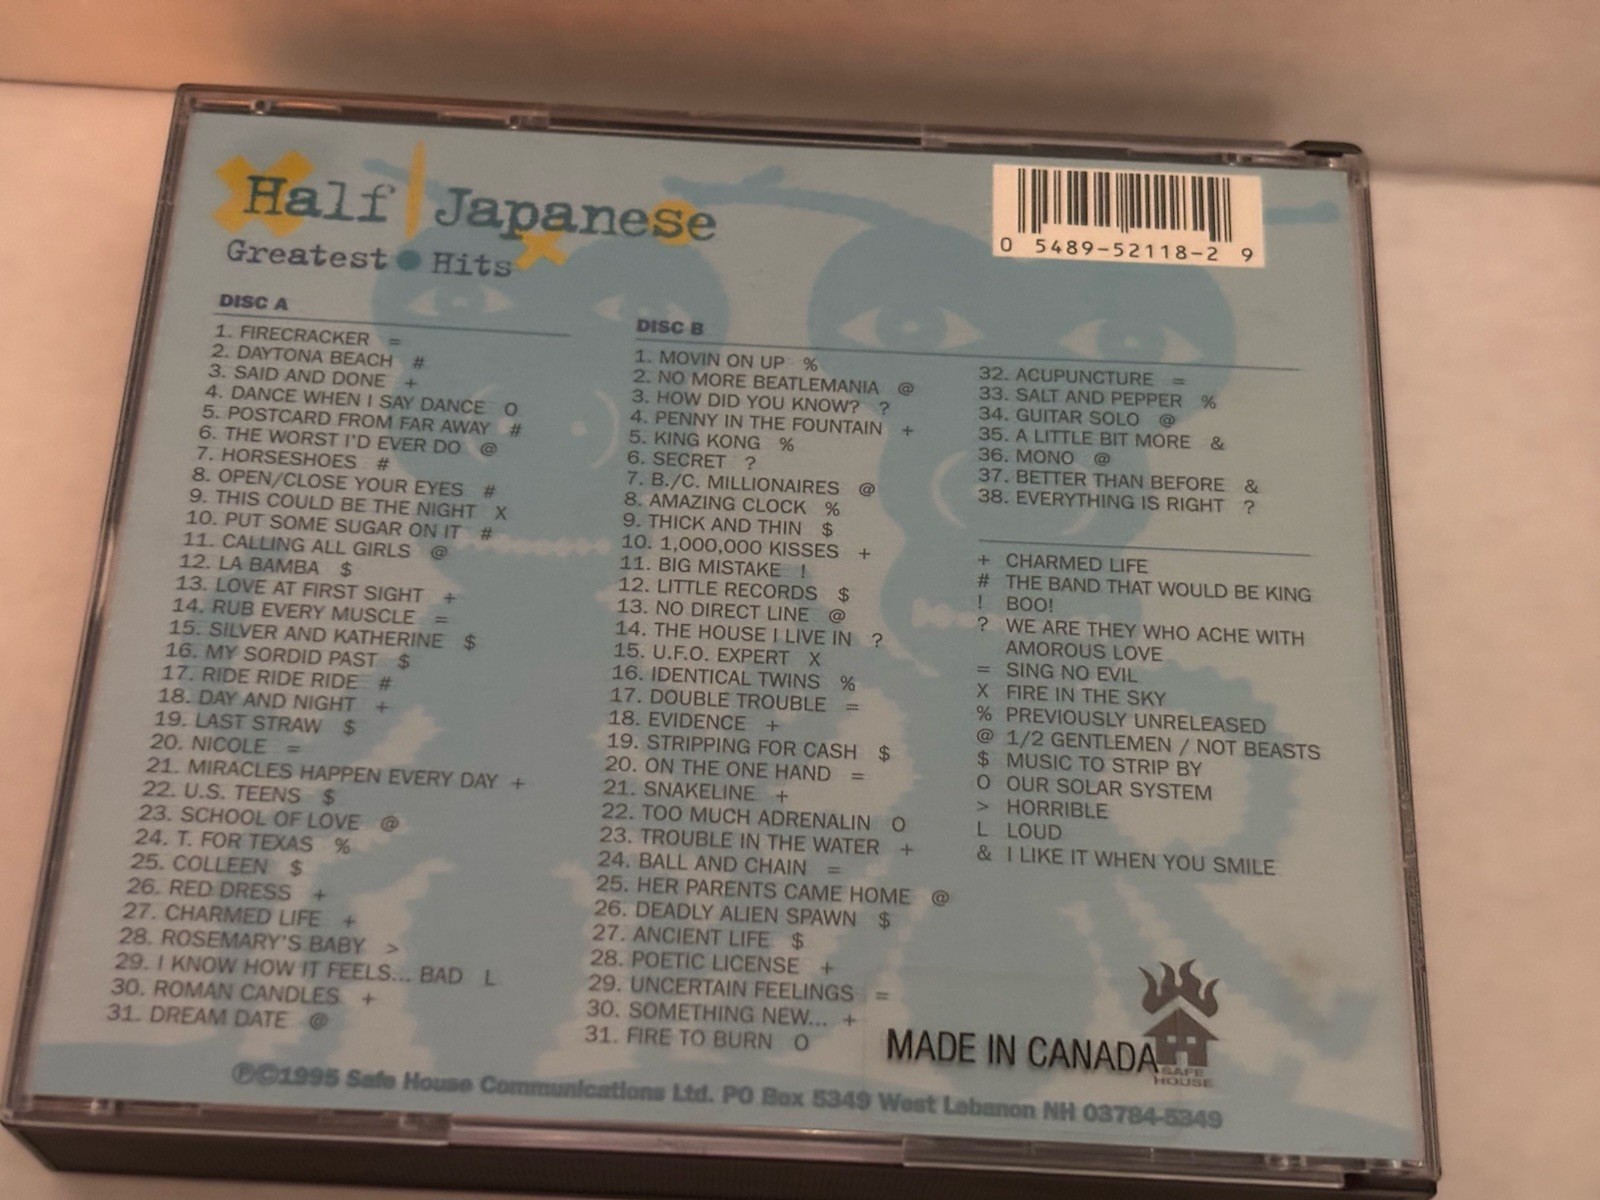 Half Japanese
Greatest • Hits
0 5489-52118-2 9
DISC A
1. FIRECRACKER =
2. DAYTONA BEACH #
3. SAID AND DONE +
4. DANCE WHEN I SAY DANCE O
5. POSTCARD FROM FAR AWAY #
6. THE WORST I'D EVER DO @
7. HORSESHOES #
8. OPEN/CLOSE YOUR EYES #
9. THIS COULD BE THE NIGHT X
10. PUT SOME SUGAR ON IT #
11. CALLING ALL GIRLS @
12. LA BAMBA $
13. LOVE AT FIRST SIGHT +
14. RUB EVERY MUSCLE =
15. SILVER AND KATHERINE $
16. MY SORDID PAST $
17. RIDE RIDE RIDE #
18. DAY AND NIGHT +
19. LAST STRAW $
20. NICOLE =
21. MIRACLES HAPPEN EVERY DAY +
22. U.S. TEENS $
23. SCHOOL OF LOVE @
24. T. FOR TEXAS %
25. COLLEEN $
26. RED DRESS +
27. CHARMED LIFE +
28. ROSEMARY'S BABY >
29. I KNOW HOW IT FEELS... BAD L
30. ROMAN CANDLES +
31. DREAM DATE @
DISC B
1. MOVIN ON UP %
2. NO MORE BEATLEMANIA @
3. HOW DID YOU KNOW? ?
4. PENNY IN THE FOUNTAIN +
5. KING KONG %
6. SECRET ?
7. B./C. MILLIONAIRES @
8. AMAZING CLOCK %
9. THICK AND THIN $
10. 1,000,000 KISSES +
11. BIG MISTAKE !
12. LITTLE RECORDS $
13. NO DIRECT LINE @
14. THE HOUSE I LIVE IN ?
15. U.F.O. EXPERT X
16. IDENTICAL TWINS %
17. DOUBLE TROUBLE =
18. EVIDENCE +
19. STRIPPING FOR CASH $
20. ON THE ONE HAND =
21. SNAKELINE +
22. TOO MUCH ADRENALIN O
23. TROUBLE IN THE WATER +
24. BALL AND CHAIN =
25. HER PARENTS CAME HOME @
26. DEADLY ALIEN SPAWN $
27. ANCIENT LIFE $
28. POETIC LICENSE +
29. UNCERTAIN FEELINGS =
30. SOMETHING NEW... +
31. FIRE TO BURN O
32. ACUPUNCTURE =
33. SALT AND PEPPER %
34. GUITAR SOLO @
35. A LITTLE BIT MORE &
36. MONO @
37. BETTER THAN BEFORE &
38. EVERYTHING IS RIGHT ?
+ CHARMED LIFE
# THE BAND THAT WOULD BE KING
! BOO!
? WE ARE THEY WHO ACHE WITH
AMOROUS LOVE
= SING NO EVIL
X FIRE IN THE SKY
% PREVIOUSLY UNRELEASED
@ 1/2 GENTLEMEN / NOT BEASTS
$ MUSIC TO STRIP BY
O OUR SOLAR SYSTEM
> HORRIBLE
L LOUD
& I LIKE IT WHEN YOU SMILE
MADE IN CANADA
SAFE
HOUSE
℗©1995 Safe House Communications Ltd. PO Box 5349 West Lebanon NH 03784-5349